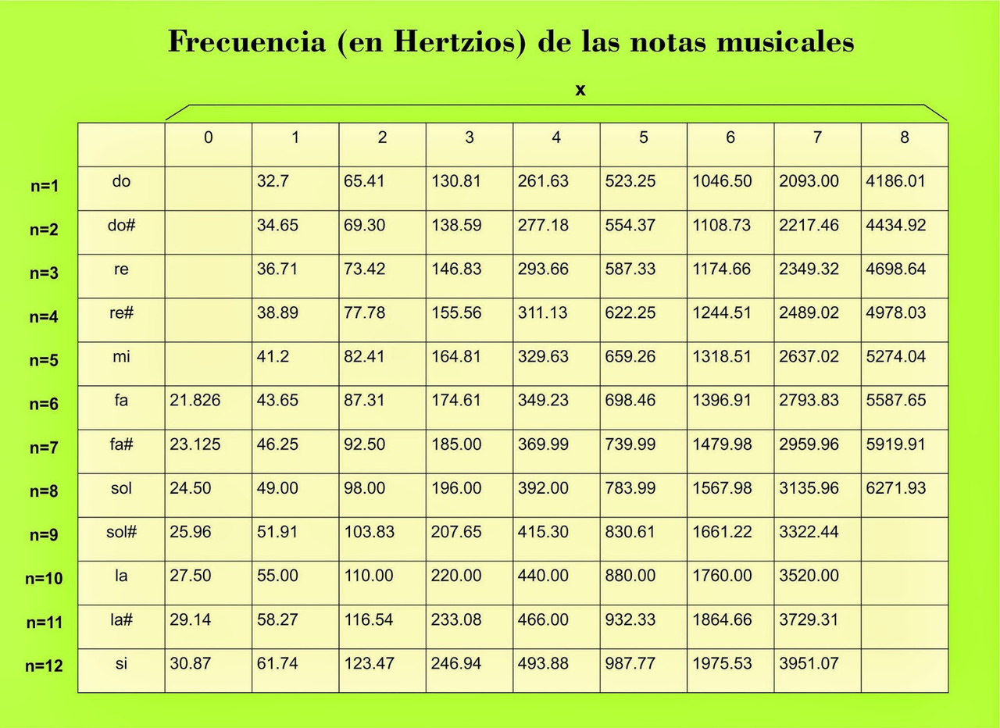 Frecuencia (en Hertzios) de las notas musicales
x
0 1 2 3 4 5 6 7 8
n=1 do 32.7 65.41 130.81 261.63 523.25 1046.50 2093.00 4186.01
n=2 do# 34.65 69.30 138.59 277.18 554.37 1108.73 2217.46 4434.92
n=3 re 36.71 73.42 146.83 293.66 587.33 1174.66 2349.32 4698.64
n=4 re# 38.89 77.78 155.56 311.13 622.25 1244.51 2489.02 4978.03
n=5 mi 41.2 82.41 164.81 329.63 659.26 1318.51 2637.02 5274.04
n=6 fa 21.826 43.65 87.31 174.61 349.23 698.46 1396.91 2793.83 5587.65
n=7 fa# 23.125 46.25 92.50 185.00 369.99 739.99 1479.98 2959.96 5919.91
n=8 sol 24.50 49.00 98.00 196.00 392.00 783.99 1567.98 3135.96 6271.93
n=9 sol# 25.96 51.91 103.83 207.65 415.30 830.61 1661.22 3322.44
n=10 la 27.50 55.00 110.00 220.00 440.00 880.00 1760.00 3520.00
n=11 la# 29.14 58.27 116.54 233.08 466.00 932.33 1864.66 3729.31
n=12 si 30.87 61.74 123.47 246.94 493.88 987.77 1975.53 3951.07